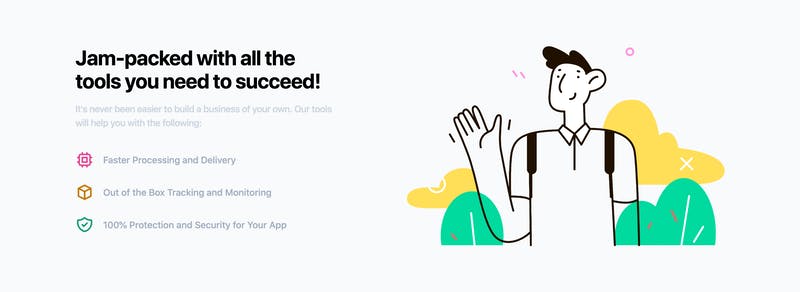 Jam-packed with all the
tools you need to succeed!
It's never been easier to build a business of your own. Our tools
will help you with the following:
Faster Processing and Delivery
Out of the Box Tracking and Monitoring
100% Protection and Security for Your App